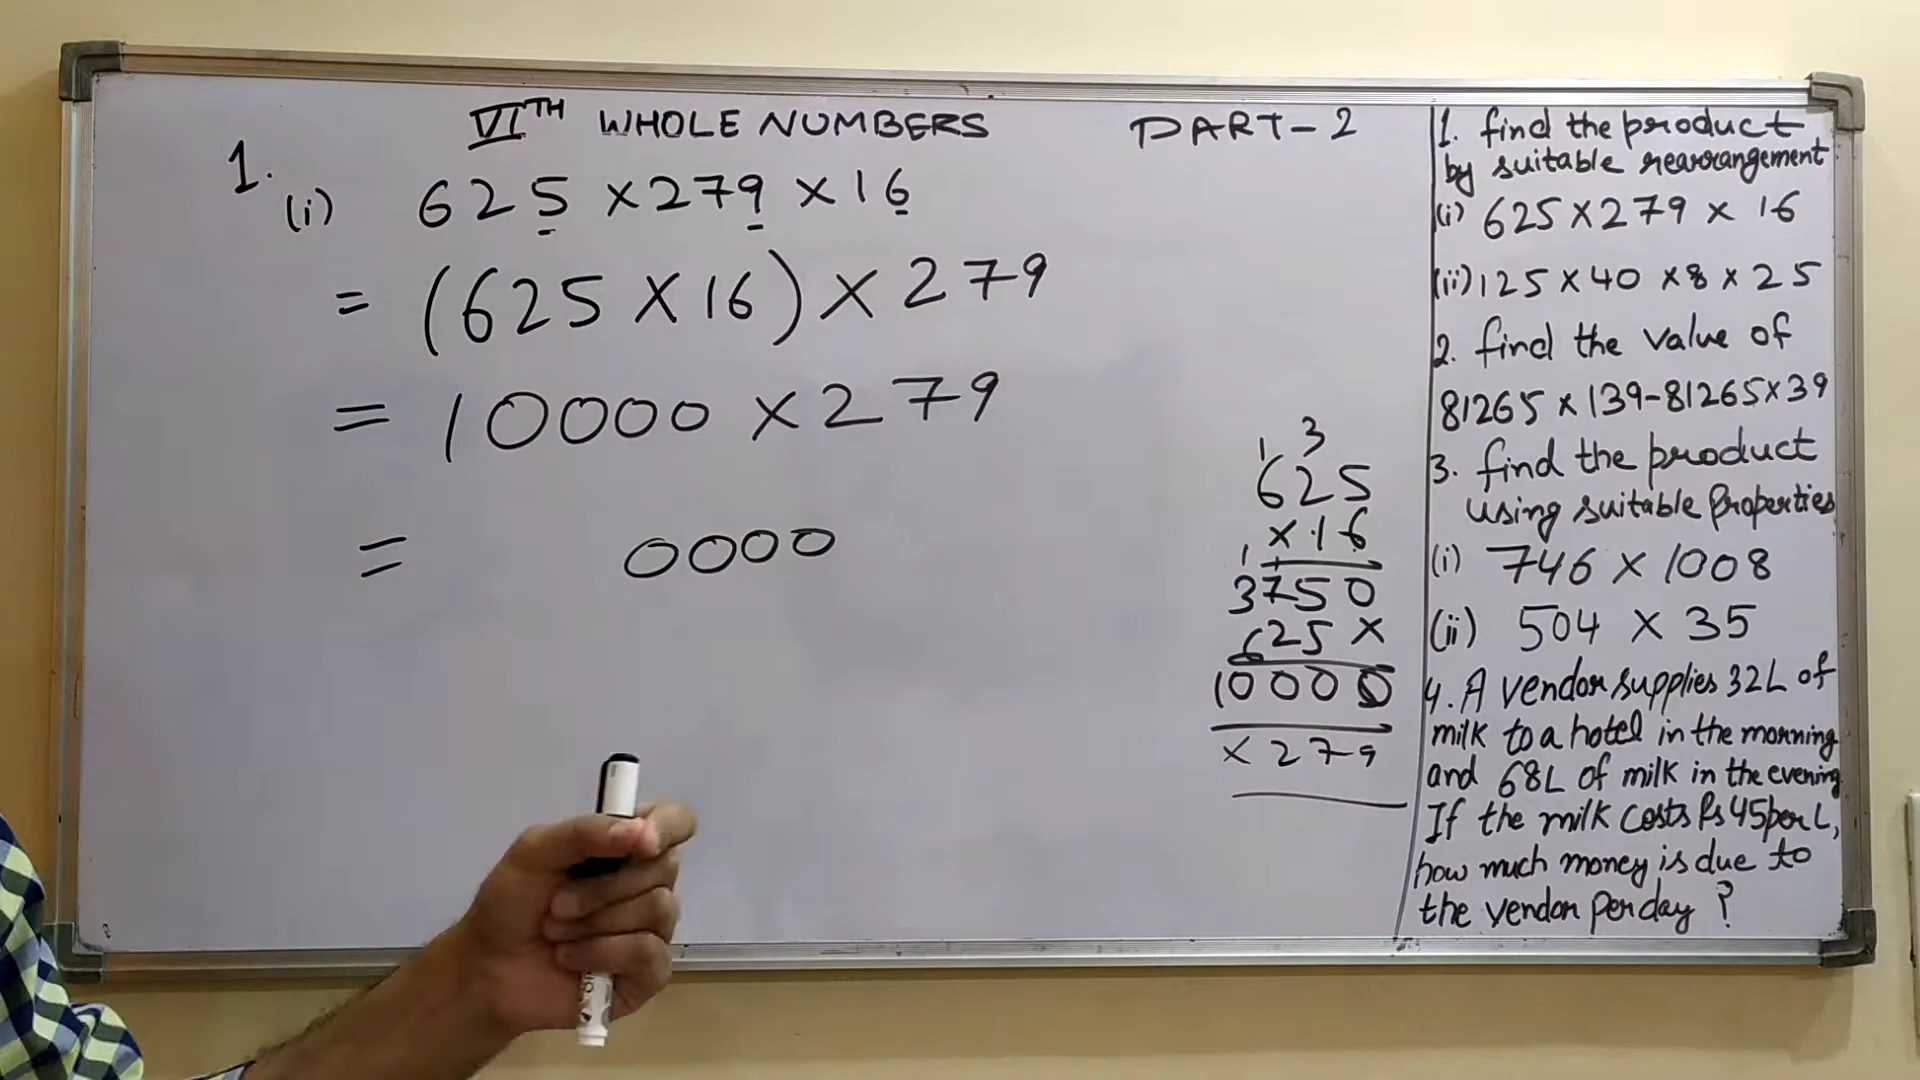 VITH WHOLE NUMBERS PART-2
1.
(i) 625 × 279 × 16
= (625 × 16) × 279
= 10000 × 279
= 0000
1 3
625
×16
1 1
3750
625×
10000
×279
1. find the product
by suitable rearrangement
(i) 625 × 279 × 16
(ii) 125 × 40 × 8 × 25
2. find the value of
81265 × 139-81265 × 39
3. find the product
using suitable Properties
(i) 746 × 1008
(ii) 504 × 35
4. A vendor supplies 32L of
milk to a hotel in the morning
and 68L of milk in the evening
If the milk costs Rs 45 per L,
how much money is due to
the vendor Per day ?